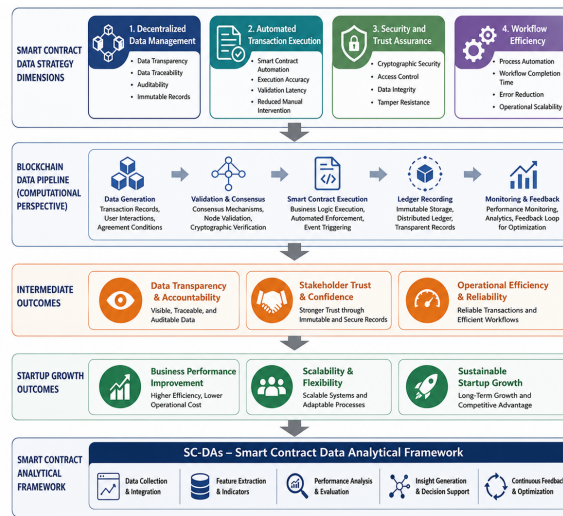 SMART CONTRACT
DATA STRATEGY
DIMENSIONS
1. Decentralized
Data Management
• Data Transparency
• Data Traceability
• Auditability
• Immutable Records
2. Automated
Transaction Execution
• Smart Contract
Automation
• Execution Accuracy
• Validation Latency
• Reduced Manual
Intervention
3. Security and
Trust Assurance
• Cryptographic Security
• Access Control
• Data Integrity
• Tamper Resistance
4. Workflow
Efficiency
• Process Automation
• Workflow Completion
Time
• Error Reduction
• Operational Scalability
BLOCKCHAIN
DATA PIPELINE
(COMPUTATIONAL
PERSPECTIVE)
Data Generation
Transaction Records,
User Interactions,
Agreement Conditions
Validation & Consensus
Consensus Mechanisms,
Node Validation,
Cryptographic Verification
Smart Contract Execution
Business Logic Execution,
Automated Enforcement,
Event Triggering
Ledger Recording
Immutable Storage,
Distributed Ledger,
Transparent Records
Monitoring & Feedback
Performance Monitoring,
Analytics, Feedback Loop
for Optimization
INTERMEDIATE
OUTCOMES
Data Transparency
& Accountability
Visible, Traceable, and
Auditable Data
Stakeholder Trust
& Confidence
Stronger Trust through
Immutable and Secure Records
Operational Efficiency
& Reliability
Reliable Transactions and
Efficient Workflows
STARTUP GROWTH
OUTCOMES
Business Performance
Improvement
Higher Efficiency, Lower
Operational Cost
Scalability &
Flexibility
Scalable Systems and
Adaptable Processes
Sustainable
Startup Growth
Long-Term Growth and
Competitive Advantage
SMART CONTRACT
ANALYTICAL
FRAMEWORK
SC-DAs – Smart Contract Data Analytical Framework
Data Collection
& Integration
Feature Extraction
& Indicators
Performance Analysis
& Evaluation
Insight Generation
& Decision Support
Continuous Feedback
& Optimization